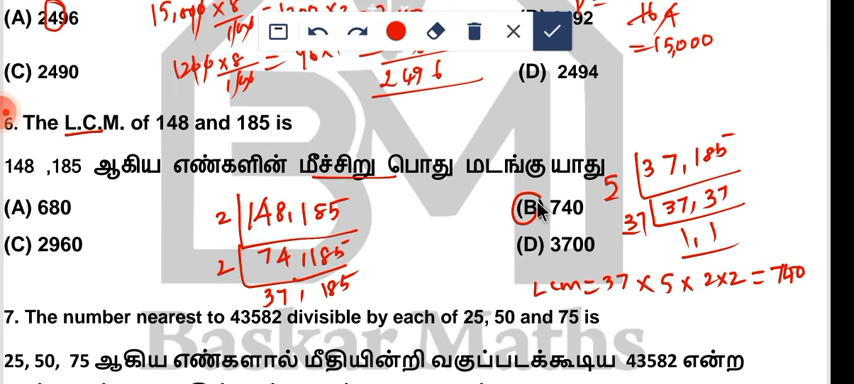 (A) 2496
15,000 × 8
= 15,000
(C) 2490
2496
(D) 2494
6. The L.C.M. of 148 and 185 is
148 ,185 ஆகிய எண்களின் மீச்சிறு பொது மடங்கு யாது
(A) 680
(B) 740
(C) 2960
(D) 3700
2 148, 185
2 74, 185
37, 185
5 37, 185
37 37, 37
1, 1
Lcm = 37 × 5 × 2×2 = 740
7. The number nearest to 43582 divisible by each of 25, 50 and 75 is
Baskar Maths
25, 50, 75 ஆகிய எண்களால் மீதியின்றி வகுப்படக்கூடிய 43582 என்ற